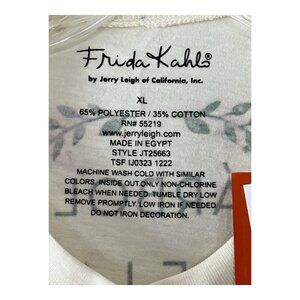 Frida Kahlo®
by Jerry Leigh of California, Inc.
XL
65% POLYESTER / 35% COTTON
RN# 55219
www.jerryleigh.com
MADE IN EGYPT
STYLE JT25663
TSF IJ0323 1222
MACHINE WASH COLD WITH SIMILAR
COLORS, INSIDE OUT.ONLY NON-CHLORINE
BLEACH WHEN NEEDED. TUMBLE DRY LOW
REMOVE PROMPTLY. LOW IRON IF NEEDED
DO NOT IRON DECORATION.